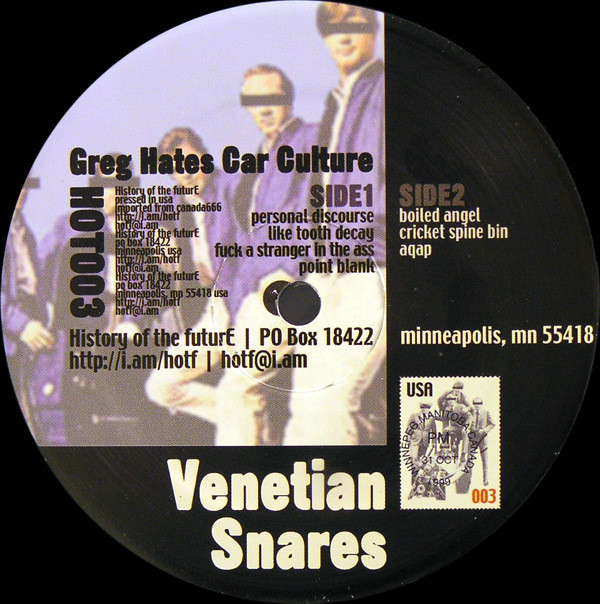 Greg Hates Car Culture
HOT003
History of the futurE
pressed in usa
imported from canada666
http://i.am/hotf
hotf@i.am
History of the futurE
po box 18422
minneapolis usa
http://i.am/hotf
hotf@i.am
History of the futurE
po box 18422
minneapolis, mn 55418 usa
http://i.am/hotf
hotf@i.am
SIDE1
personal discourse
like tooth decay
fuck a stranger in the ass
point blank
SIDE2
boiled angel
cricket spine bin
aqap
History of the futurE | PO Box 18422
minneapolis, mn 55418
http://i.am/hotf | hotf@i.am
USA
WINNEPEG MANITOBA, CANADA
PM
31 OCT
1999
003
Venetian
Snares